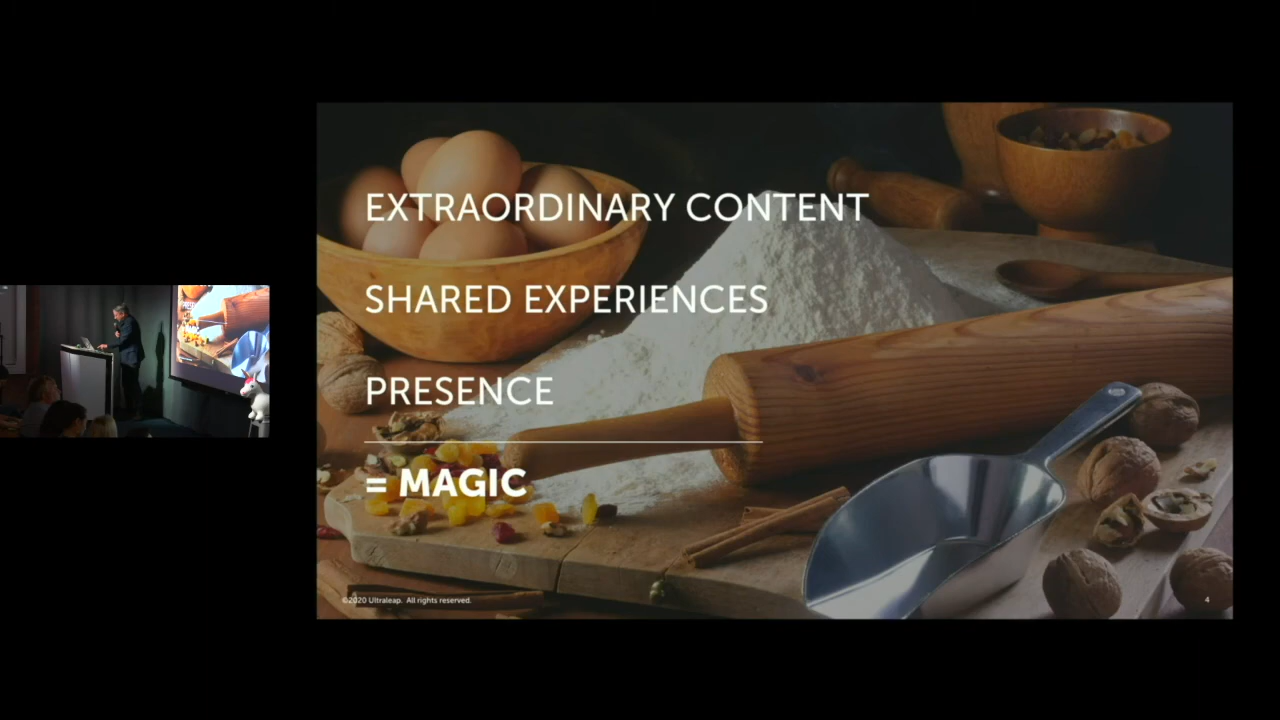 EXTRAORDINARY CONTENT
SHARED EXPERIENCES
PRESENCE
= MAGIC
©2020 Ultraleap. All rights reserved.
4